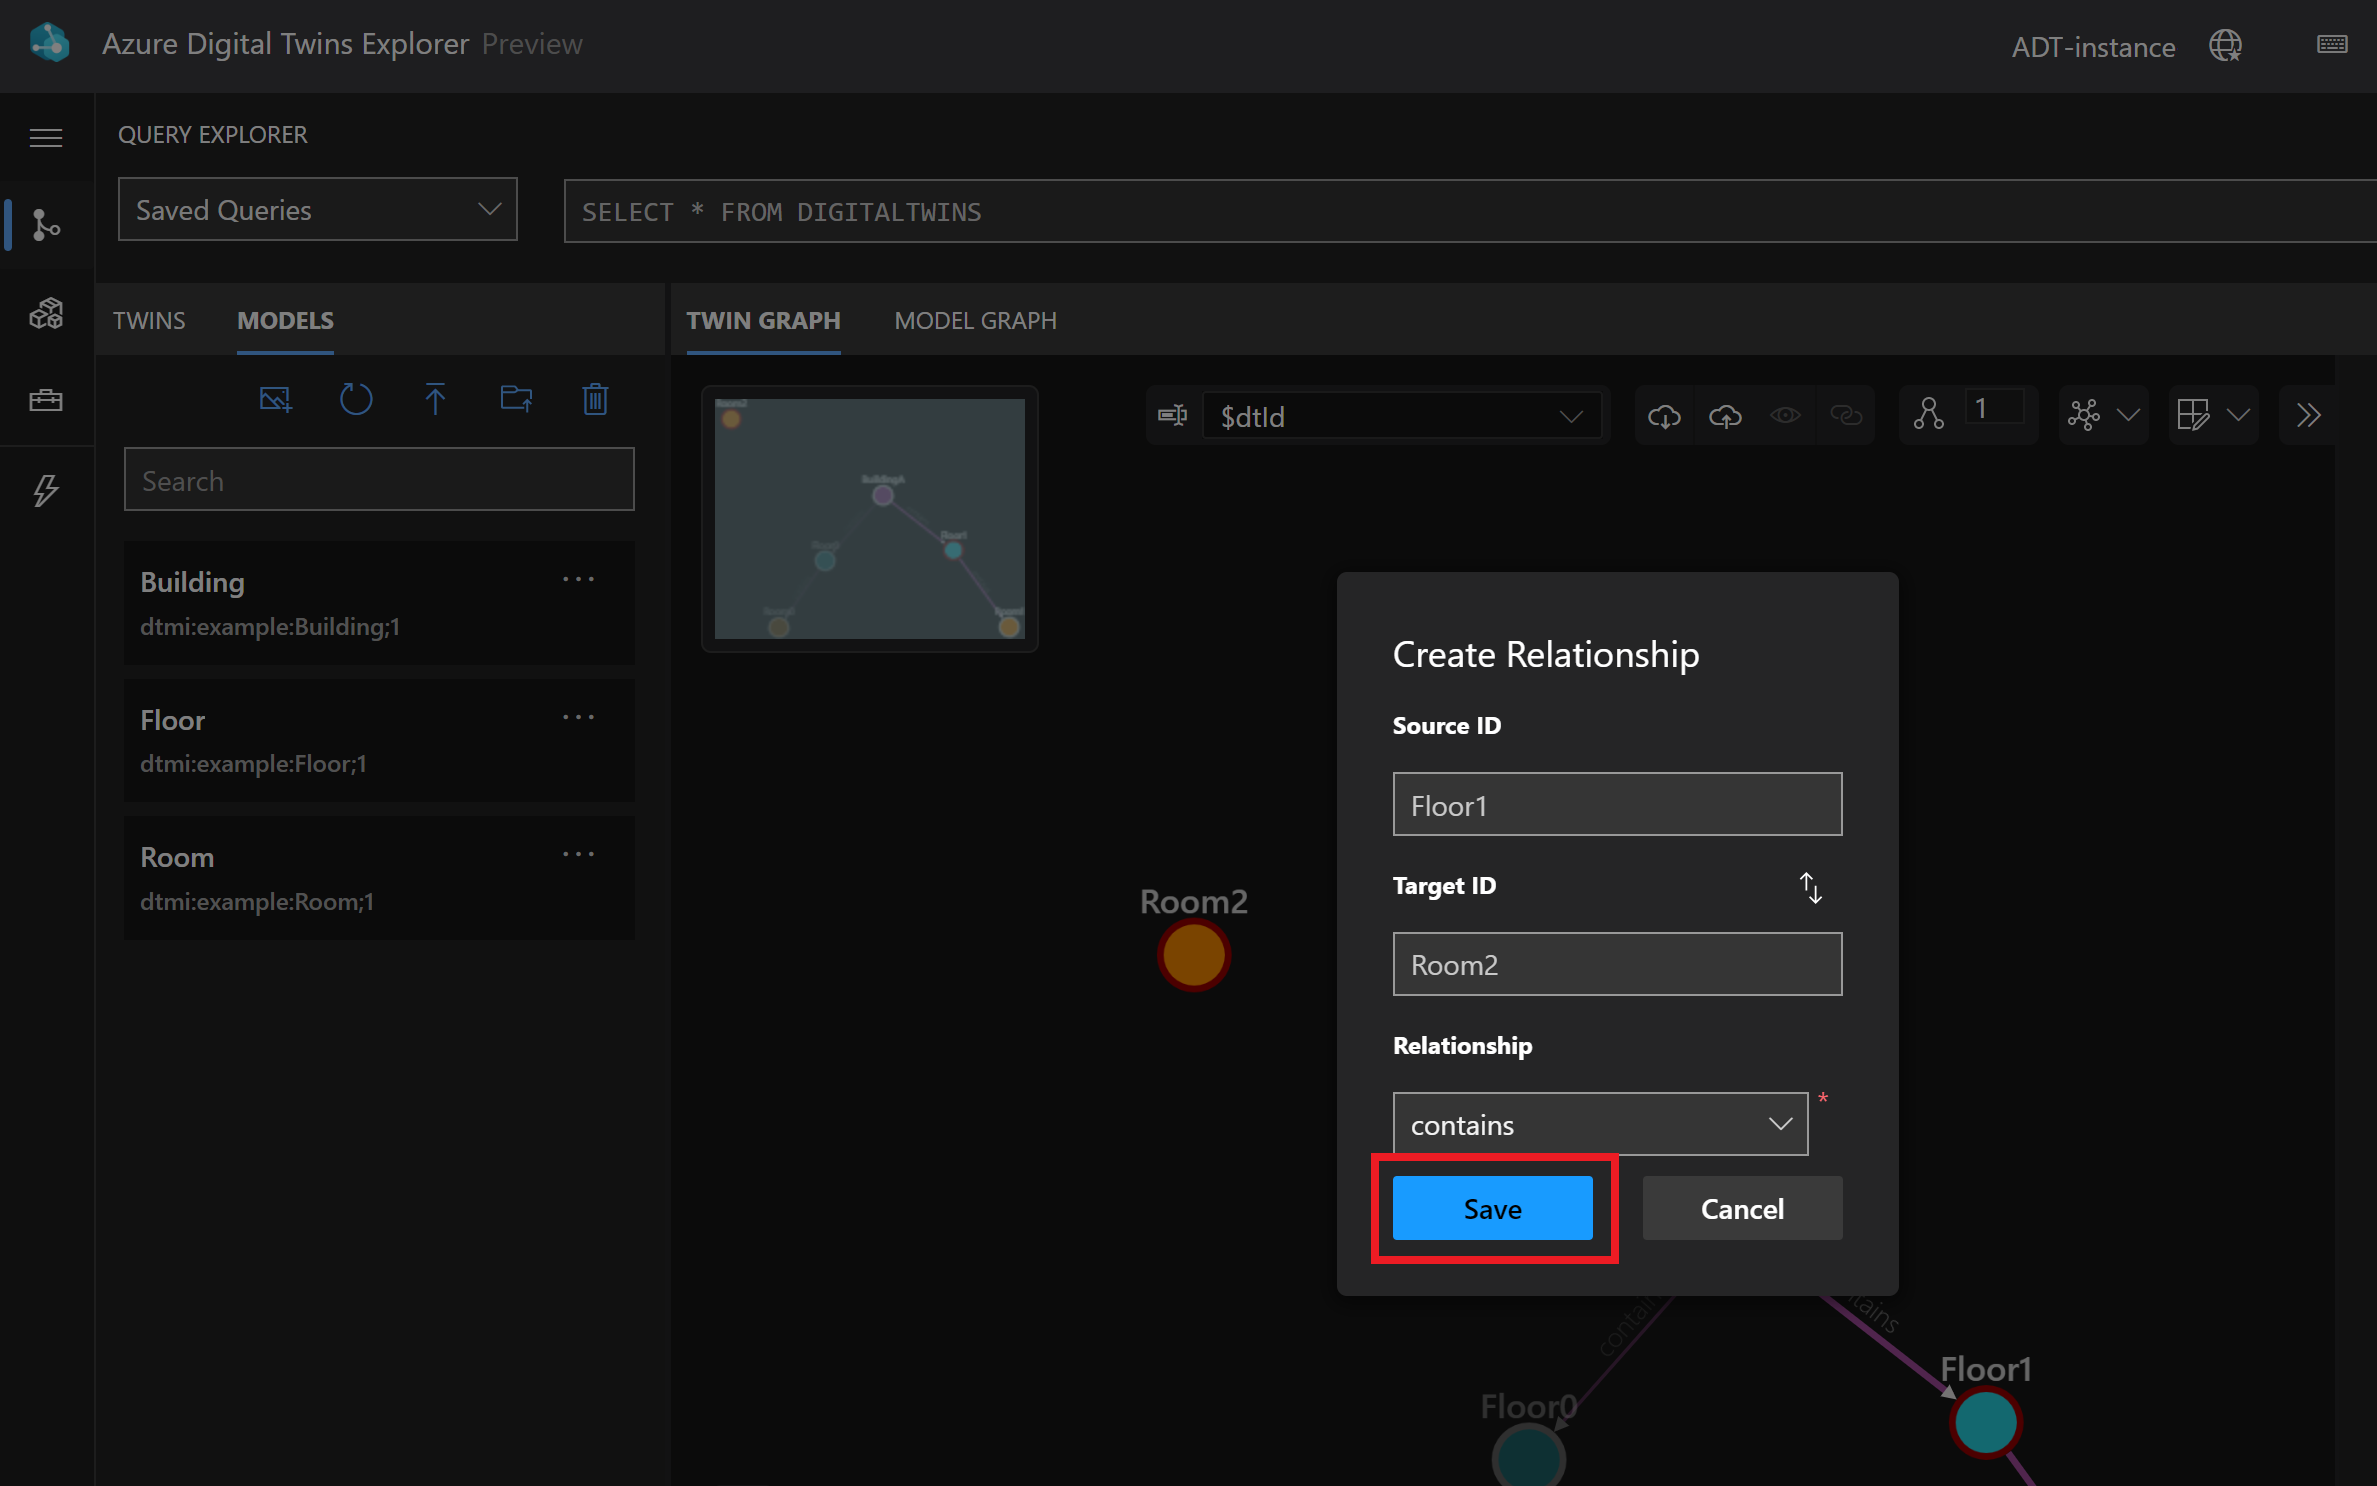 Azure Digital Twins Explorer Preview
ADT-instance
QUERY EXPLORER
Saved Queries
SELECT * FROM DIGITALTWINS
TWINS MODELS
TWIN GRAPH MODEL GRAPH
$dtId
1
Search
Building
dtmi:example:Building;1
Floor
dtmi:example:Floor;1
Room
dtmi:example:Room;1
Room2
BuildingA
Room2
Create Relationship
Source ID
Floor1
Target ID
Room2
Relationship
contains *
Save Cancel
Floor1
Floor0